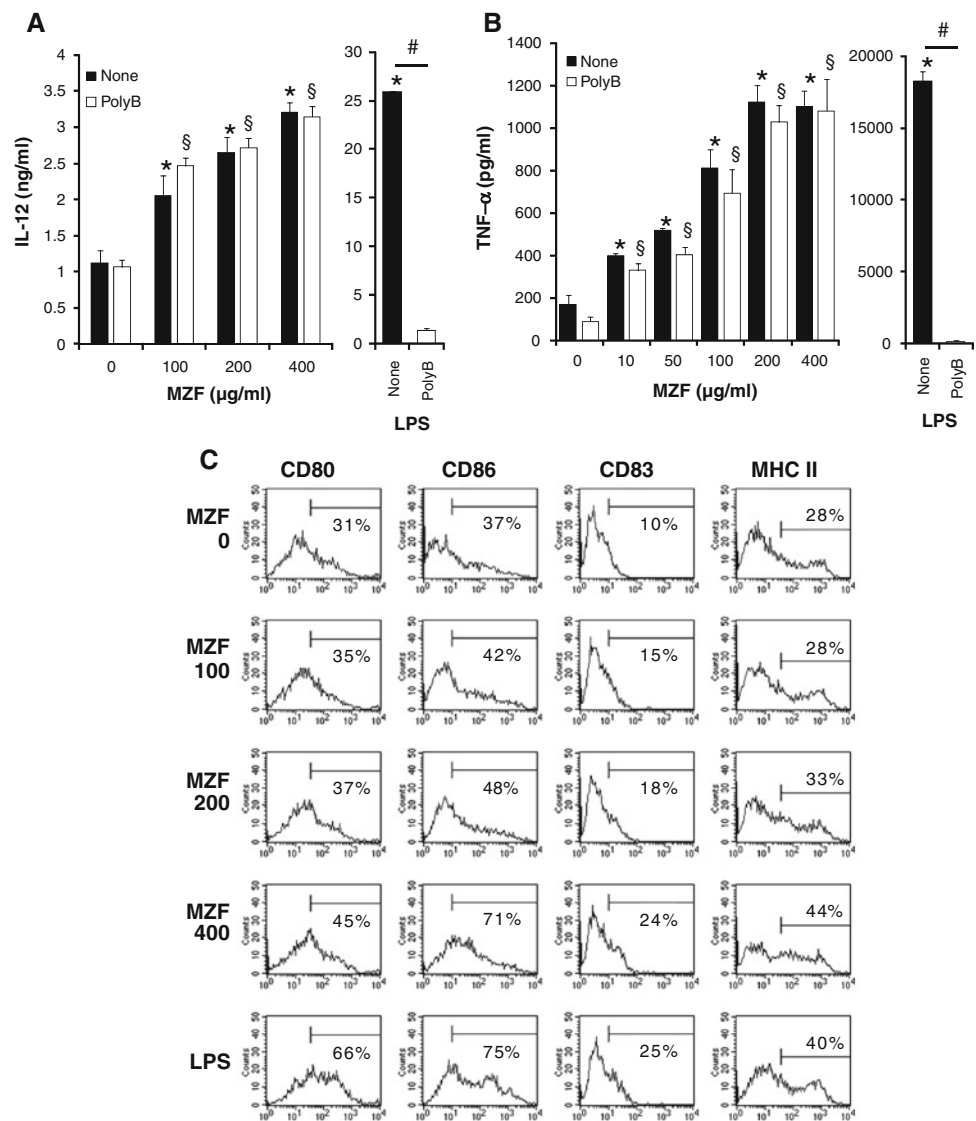 A
4
3.5
3
2.5
2
1.5
1
0.5
0
IL-12 (ng/ml)
None
PolyB
*
§
*
§
*
§
0 100 200 400
MZF (µg/ml)
30
25
20
15
10
5
0
#
*
None
PolyB
LPS
B
1400
1200
1000
800
600
400
200
0
TNF–α (pg/ml)
None
PolyB
*
§
*
§
*
§
*
§
*
§
0 10 50 100 200 400
MZF (µg/ml)
20000
15000
10000
5000
0
#
*
None
PolyB
LPS
C
CD80 CD86 CD83 MHC II
MZF
0
31% 37% 10% 28%
MZF
100
35% 42% 15% 28%
MZF
200
37% 48% 18% 33%
MZF
400
45% 71% 24% 44%
LPS
66% 75% 25% 40%